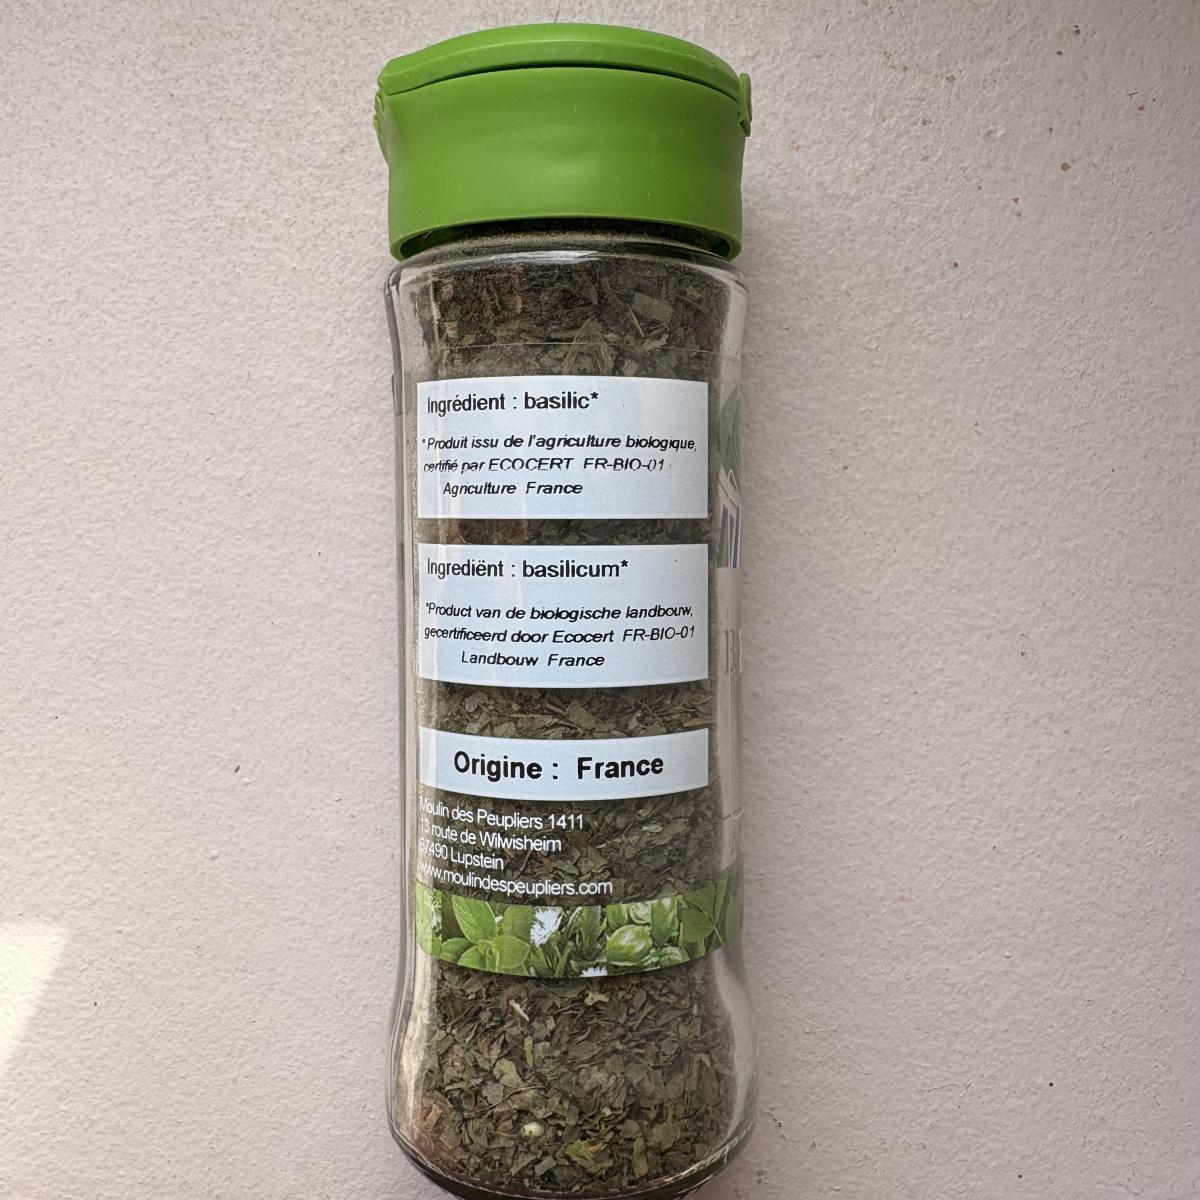 Ingrédient : basilic*
* Produit issu de l'agriculture biologique,
certifié par ECOCERT FR-BIO-01
Agriculture France
Ingrediënt : basilicum*
*Product van de biologische landbouw,
gecertificeerd door Ecocert FR-BIO-01
Landbouw France
Origine : France
Moulin des Peupliers 1411
13 route de Wilwisheim
67490 Lupstein
www.moulindespeupliers.com